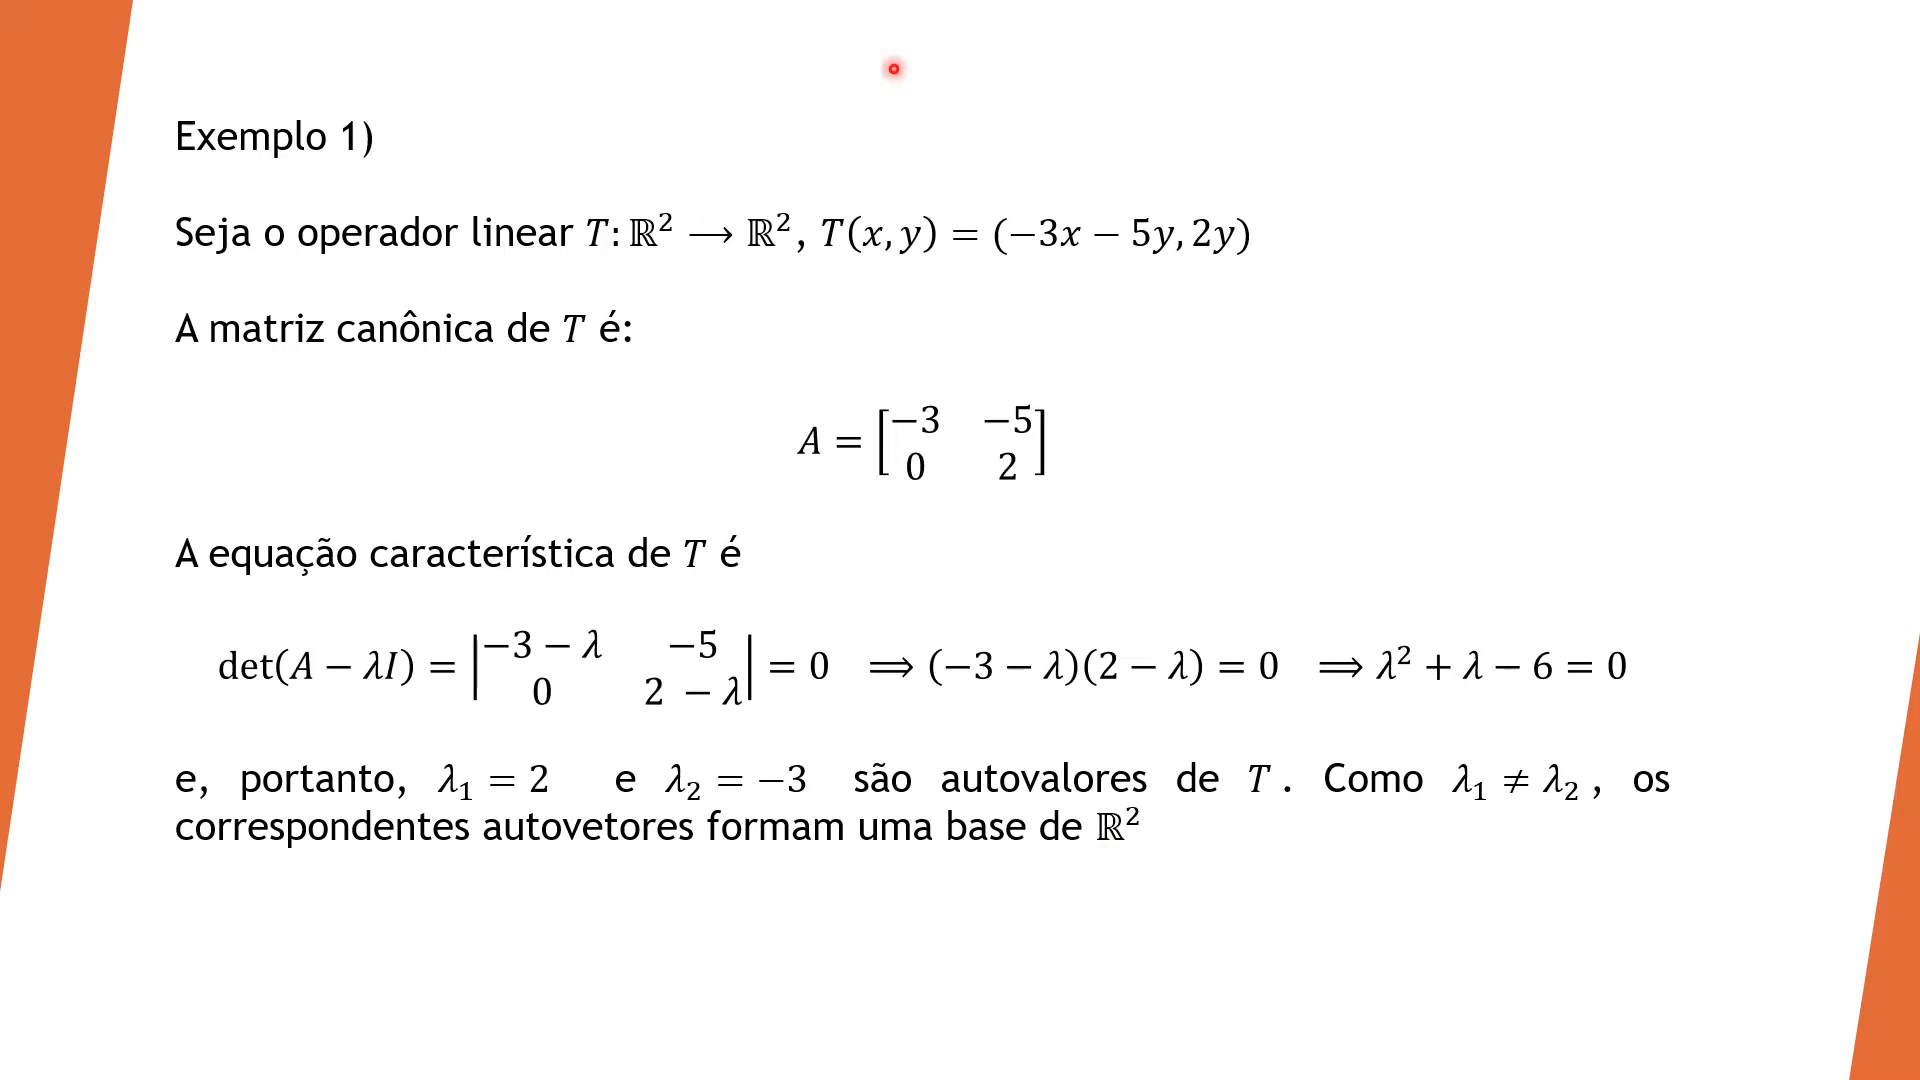 Exemplo 1)
Seja o operador linear 𝑇: ℝ² ⟶ ℝ², 𝑇(𝑥, 𝑦) = (−3𝑥 − 5𝑦, 2𝑦)
A matriz canônica de 𝑇 é:
𝐴 = [−3 −5
0 2]
A equação característica de 𝑇 é
det(𝐴 − 𝜆𝐼) = |−3 − 𝜆 −5
0 2 − 𝜆| = 0 ⟹ (−3 − 𝜆)(2 − 𝜆) = 0 ⟹ 𝜆² + 𝜆 − 6 = 0
e, portanto, 𝜆₁ = 2 e 𝜆₂ = −3 são autovalores de 𝑇. Como 𝜆₁ ≠ 𝜆₂, os
correspondentes autovetores formam uma base de ℝ²